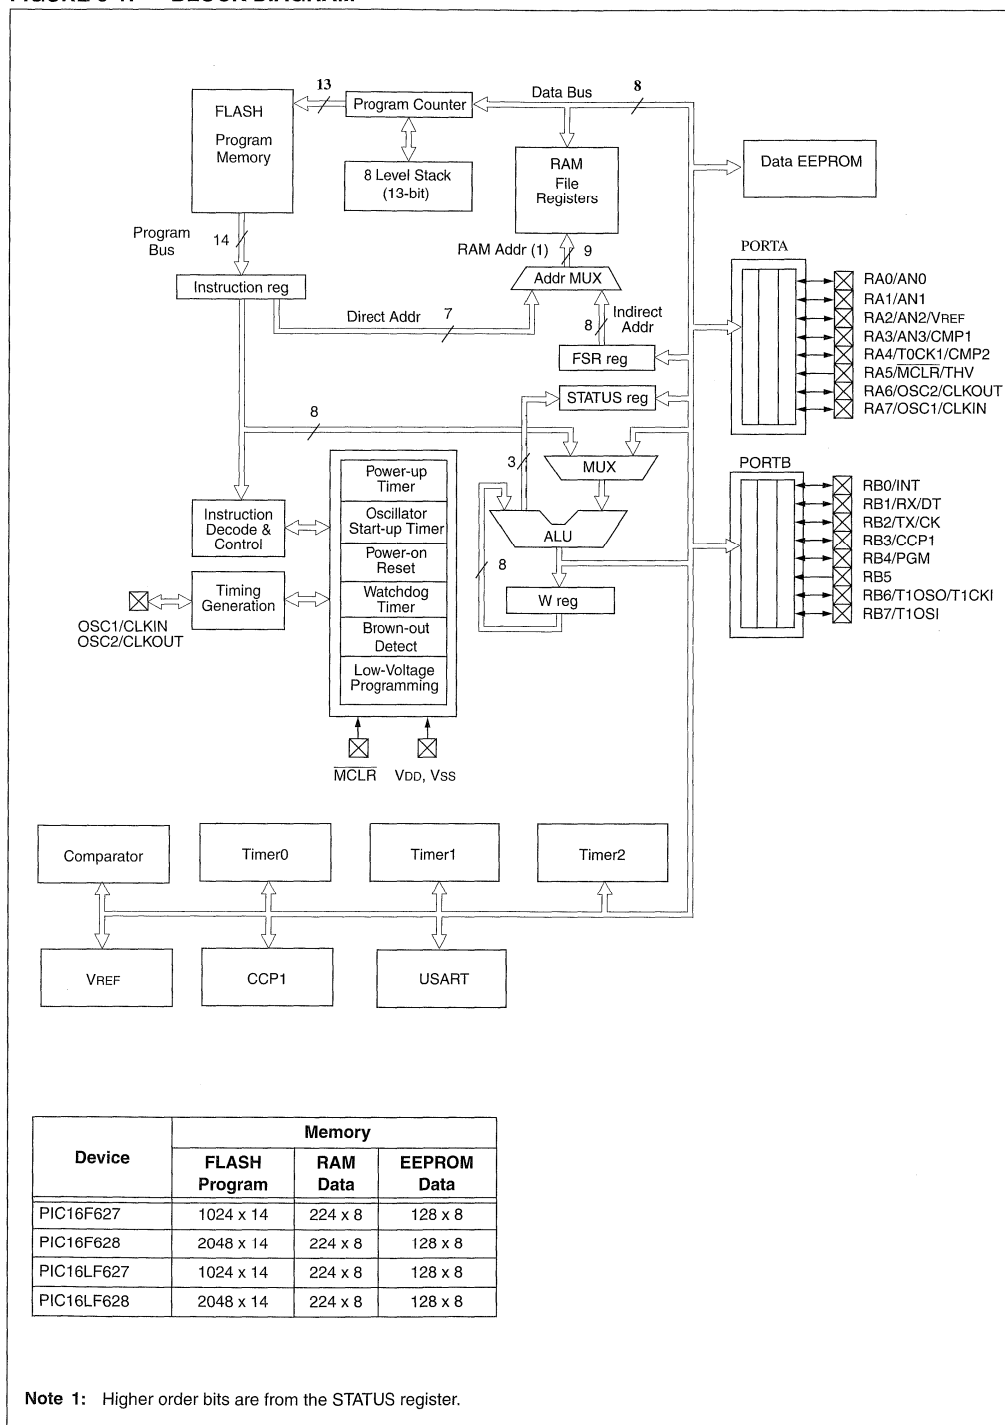 FIGURE 3-1: BLOCK DIAGRAM
13
Data Bus
8
FLASH
Program
Memory
Program Counter
8 Level Stack
(13-bit)
RAM
File
Registers
Data EEPROM
Program
Bus
14
RAM Addr (1)
9
Addr MUX
Instruction reg
Direct Addr
7
Indirect
Addr
8
FSR reg
STATUS reg
8
3
MUX
PORTA
RA0/AN0
RA1/AN1
RA2/AN2/VREF
RA3/AN3/CMP1
RA4/T0CK1/CMP2
RA5/MCLR/THV
RA6/OSC2/CLKOUT
RA7/OSC1/CLKIN
PORTB
RB0/INT
RB1/RX/DT
RB2/TX/CK
RB3/CCP1
RB4/PGM
RB5
RB6/T1OSO/T1CKI
RB7/T1OSI
Power-up
Timer
Oscillator
Start-up Timer
Power-on
Reset
Watchdog
Timer
Brown-out
Detect
Low-Voltage
Programming
Instruction
Decode &
Control
Timing
Generation
OSC1/CLKIN
OSC2/CLKOUT
ALU
8
W reg
MCLR
VDD, VSS
Comparator
Timer0
Timer1
Timer2
VREF
CCP1
USART
Device
Memory
FLASH
Program
RAM
Data
EEPROM
Data
PIC16F627 1024 x 14 224 x 8 128 x 8
PIC16F628 2048 x 14 224 x 8 128 x 8
PIC16LF627 1024 x 14 224 x 8 128 x 8
PIC16LF628 2048 x 14 224 x 8 128 x 8
Note 1: Higher order bits are from the STATUS register.